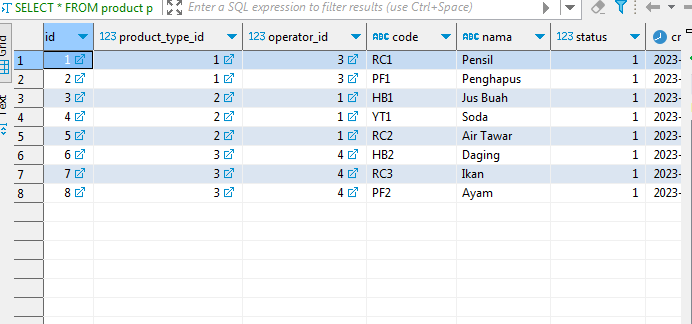 SELECT * FROM product p Enter a SQL expression to filter results (use Ctrl+Space)
Grid
Text
id 123 product_type_id 123 operator_id ABC code ABC nama 123 status
1 1 1 3 RC1 Pensil 1 2023-
2 2 1 3 PF1 Penghapus 1 2023-
3 3 2 1 HB1 Jus Buah 1 2023-
4 4 2 1 YT1 Soda 1 2023-
5 5 2 1 RC2 Air Tawar 1 2023-
6 6 3 4 HB2 Daging 1 2023-
7 7 3 4 RC3 Ikan 1 2023-
8 8 3 4 PF2 Ayam 1 2023-